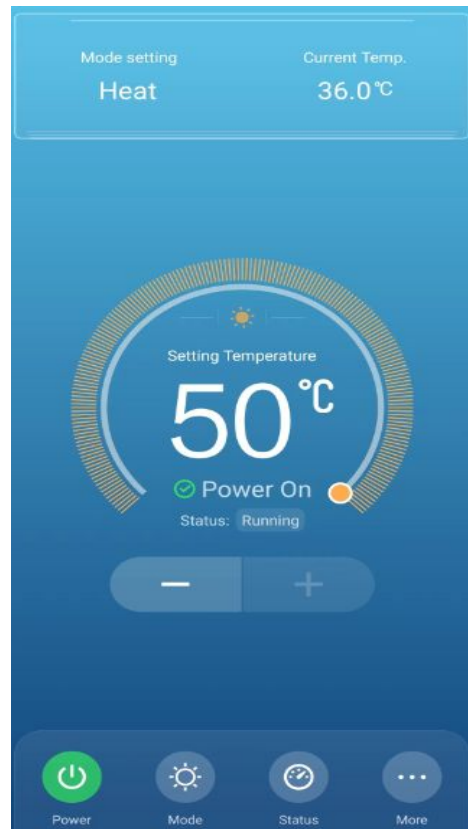 Mode setting
Current Temp.
Heat
36.0℃
Setting Temperature
50℃
Power On
Status: Running
− +
Power Mode Status More